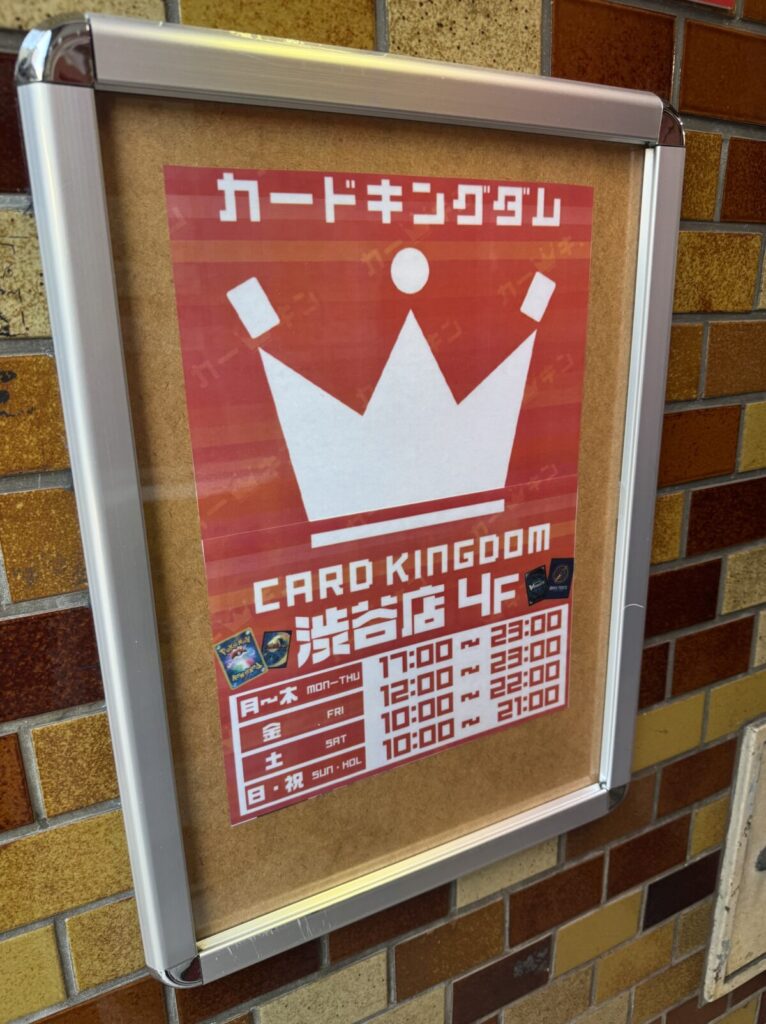 カードキングダム
CARD KINGDOM
渋谷店 4F
月〜木 MON-THU 17:00 ~ 23:00
金 FRI 12:00 ~ 23:00
土 SAT 10:00 ~ 22:00
日・祝 SUN・HOL 10:00 ~ 21:00